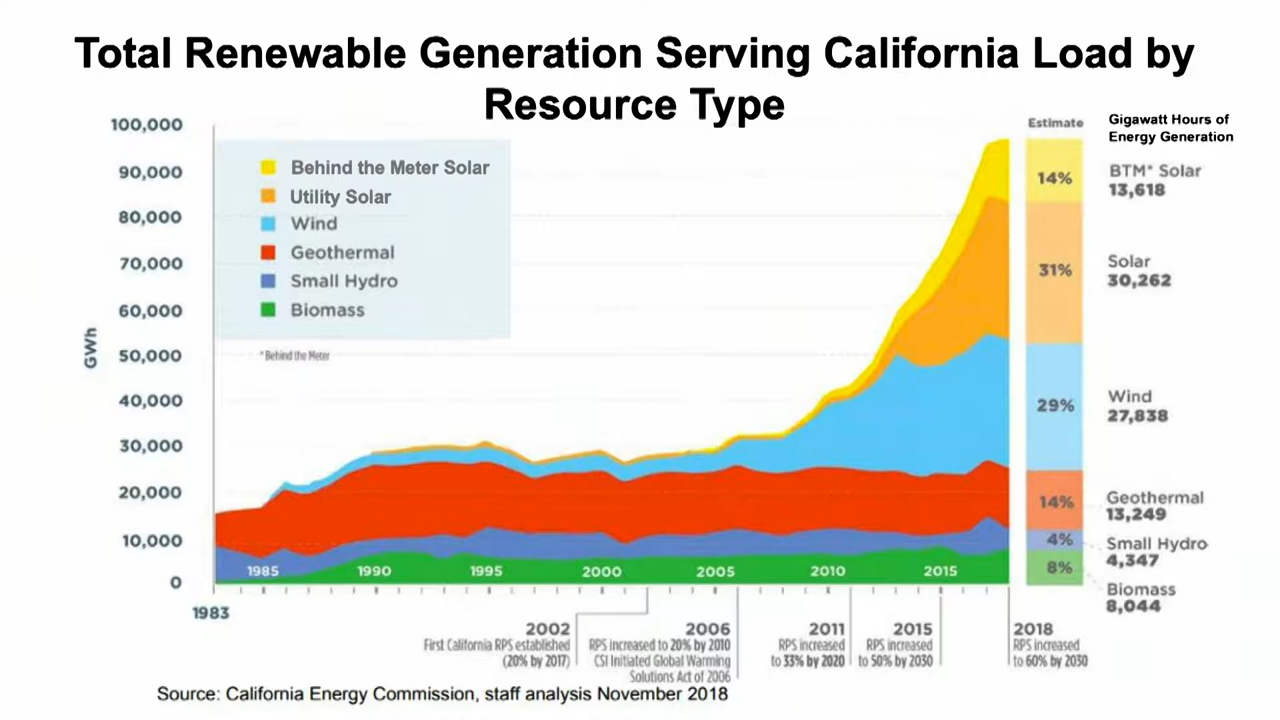 Total Renewable Generation Serving California Load by
Resource Type
100,000
90,000
80,000
70,000
60,000
50,000
40,000
30,000
20,000
10,000
0
GWh
Behind the Meter Solar
Utility Solar
Wind
Geothermal
Small Hydro
Biomass
* Behind the Meter
1983
1985
1990
1995
2000
2005
2010
2015
Estimate
14%
31%
29%
14%
4%
8%
Gigawatt Hours of
Energy Generation
BTM* Solar
13,618
Solar
30,262
Wind
27,838
Geothermal
13,249
Small Hydro
4,347
Biomass
8,044
2002
First California RPS established
(20% by 2017)
2006
RPS increased to 20% by 2010
CSI Initiated Global Warming
Solutions Act of 2006
2011
RPS increased
to 33% by 2020
2015
RPS increased
to 50% by 2030
2018
RPS increased
to 60% by 2030
Source: California Energy Commission, staff analysis November 2018